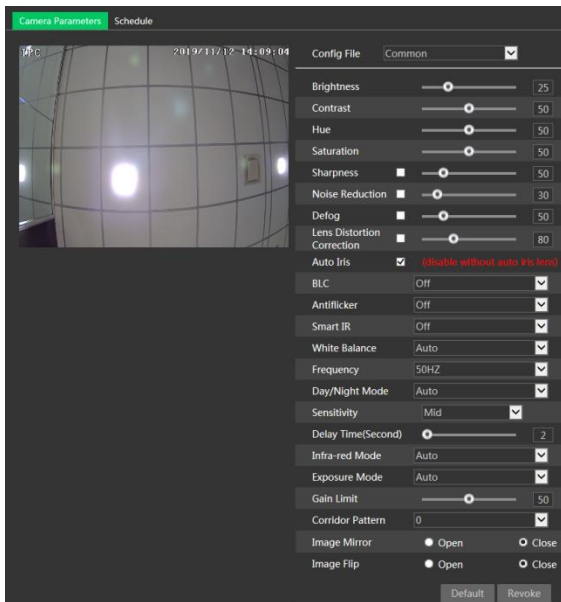 Camera Parameters Schedule
IPC 2019/11/12 14:09:04
Config File Common
Brightness 25
Contrast 50
Hue 50
Saturation 50
Sharpness 50
Noise Reduction 30
Defog 50
Lens Distortion
Correction 80
Auto Iris (disable without auto iris lens)
BLC Off
Antiflicker Off
Smart IR Off
White Balance Auto
Frequency 50HZ
Day/Night Mode Auto
Sensitivity Mid
Delay Time(Second) 2
Infra-red Mode Auto
Exposure Mode Auto
Gain Limit 50
Corridor Pattern 0
Image Mirror Open Close
Image Flip Open Close
Default Revoke